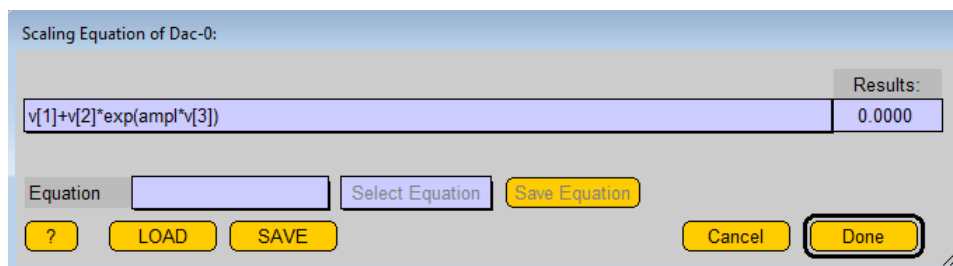 Scaling Equation of Dac-0:
Results:
v[1]+v[2]*exp(ampl*v[3]) 0.0000
Equation Select Equation Save Equation
? LOAD SAVE Cancel Done